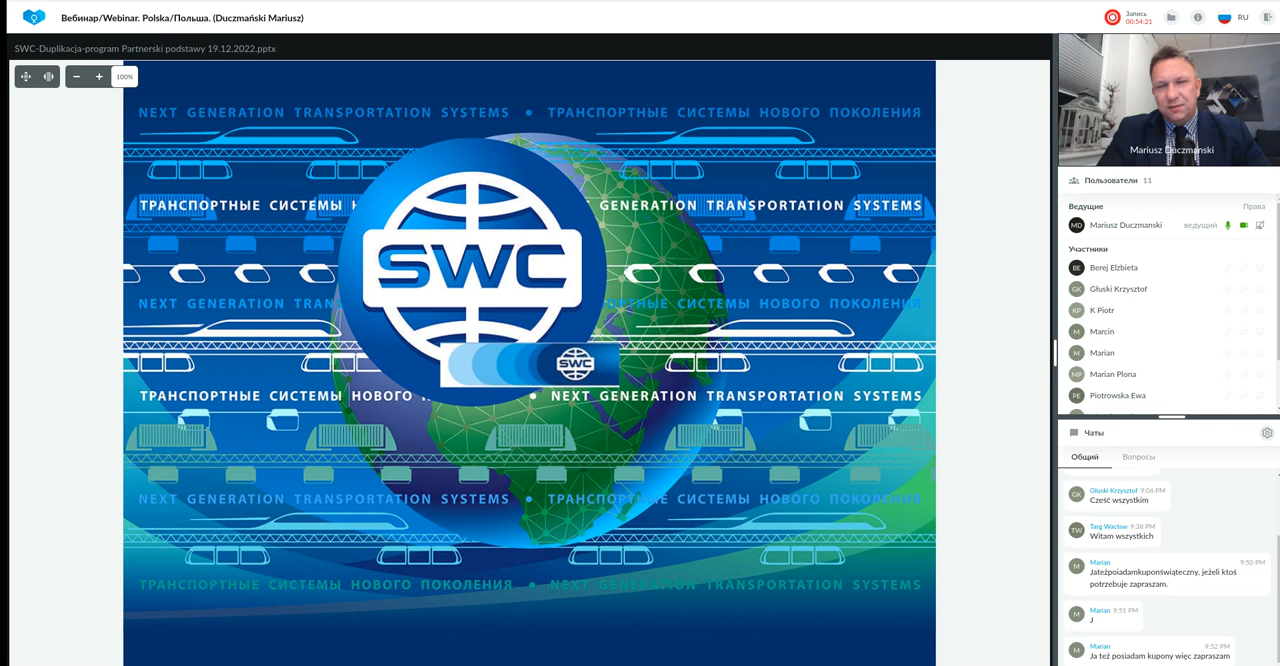 Вебинар/Webinar. Polska/Польша. (Duczmański Mariusz)
Запись
00:54:21
RU
SWC-Duplikacja-program Partnerski podstawy 19.12.2022.pptx
100%
NEXT GENERATION TRANSPORTATION SYSTEMS • ТРАНСПОРТНЫЕ СИСТЕМЫ НОВОГО ПОКОЛЕНИЯ
ТРАНСПОРТНЫЕ СИСТЕМЫ GENERATION TRANSPORTATION SYSTEMS
SWC
NEXT GENERATION СИСТЕМЫ НОВОГО ПОКОЛЕНИЯ
SWC
ТРАНСПОРТНЫЕ СИСТЕМЫ НОВОГО • NEXT GENERATION TRANSPORTATION SYSTEMS
NEXT GENERATION TRANSPORTATION SYSTEMS • ТРАНСПОРТНЫЕ СИСТЕМЫ НОВОГО ПОКОЛЕНИЯ
ТРАНСПОРТНЫЕ СИСТЕМЫ НОВОГО ПОКОЛЕНИЯ • NEXT GENERATION TRANSPORTATION SYSTEMS
Mariusz Duczmanski
Пользователи 11
Ведущие Права
MD Mariusz Duczmanski ведущий
Участники
BE Berej Elzbieta
GK Głuski Krzysztof
KP K Piotr
M Marcin
M Marian
MP Marian Plona
PE Piotrowska Ewa
Чаты
Общий Вопросы
GK Głuski Krzysztof 9:06 PM
Cześć wszystkim
TW Targ Wacław 9:38 PM
Witam wszystkich
M Marian 9:50 PM
Jateżpoiadamkuponświąteczny, jeżeli ktoś
potrzebuje zapraszam.
M Marian 9:51 PM
J
M Marian 9:52 PM
Ja też posiadam kupony więc zapraszam